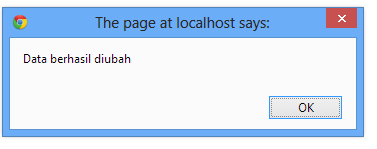 The page at localhost says:
Data berhasil diubah
OK